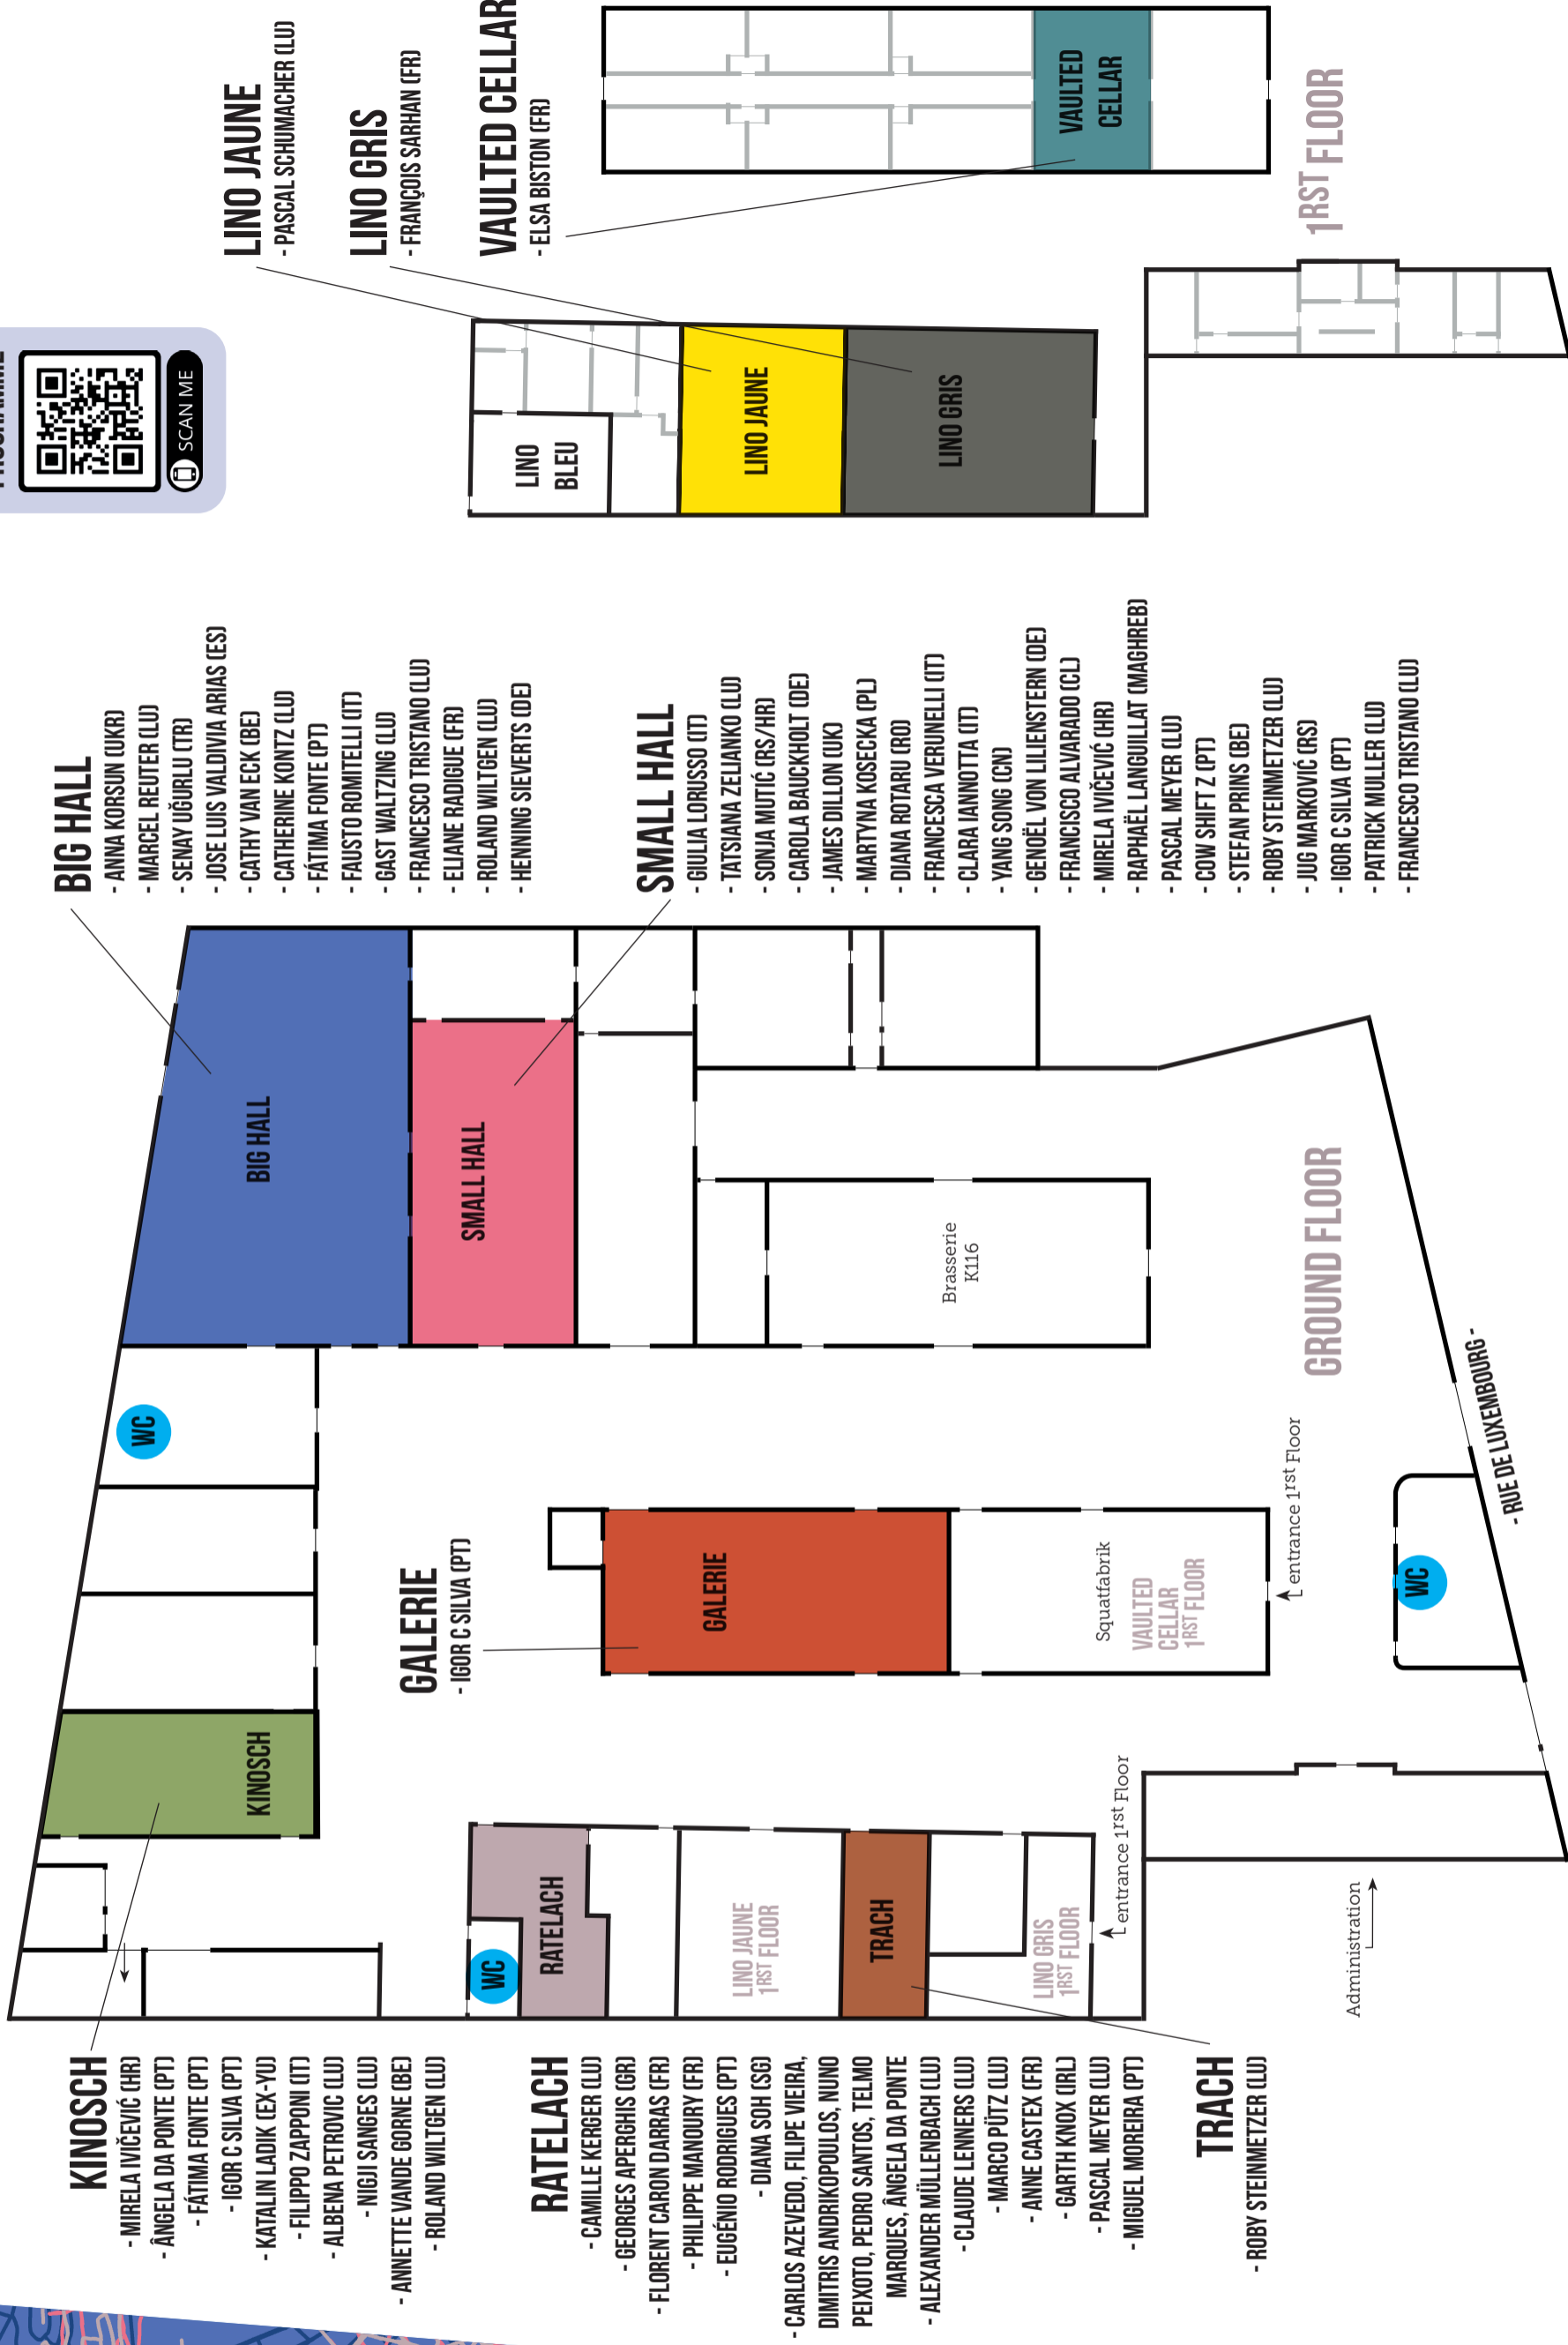 KINOSCH
- MIRELA IVIČEVIĆ (HR)
- ÂNGELA DA PONTE (PT)
- FÁTIMA FONTE (PT)
- IGOR C SILVA (PT)
- KATALIN LADIK (EX-YU)
- FILIPPO ZAPPONI (IT)
- ALBENA PETROVIC (LU)
- NIGJI SANGES (LU)
- ANNETTE VANDE GORNE (BE)
- ROLAND WILTGEN (LU)
RATELACH
- CAMILLE KERGER (LU)
- GEORGES APERGHIS (GR)
- FLORENT CARON DARRAS (FR)
- PHILIPPE MANOURY (FR)
- EUGÉNIO RODRIGUES (PT)
- DIANA SOH (SG)
- CARLOS AZEVEDO, FILIPE VIEIRA,
DIMITRIS ANDRIKOPOULOS, NUNO
PEIXOTO, PEDRO SANTOS, TELMO
MARQUES, ÂNGELA DA PONTE
- ALEXANDER MÜLLENBACH (LU)
- CLAUDE LENNERS (LU)
- MARCO PÜTZ (LU)
- ANNE CASTEX (FR)
- GARTH KNOX (IRL)
- PASCAL MEYER (LU)
- MIGUEL MOREIRA (PT)
TRACH
- ROBY STEINMETZER (LU)
KINOSCH
WC
RATELACH
WC
LINO JAUNE
1RST FLOOR
TRACH
LINO GRIS
1RST FLOOR
entrance 1rst Floor
Administration
GALERIE
- IGOR C SILVA (PT)
GALERIE
Squatfabrik
VAULTED
CELLAR
1RST FLOOR
entrance 1rst Floor
WC
- RUE DE LUXEMBOURG -
GROUND FLOOR
BIG HALL
SMALL HALL
Brasserie
K116
BIG HALL
- ANNA KORSUN (UKR)
- MARCEL REUTER (LU)
- SENAY UĞURLU (TR)
- JOSE LUIS VALDIVIA ARIAS (ES)
- CATHY VAN ECK (BE)
- CATHERINE KONTZ (LU)
- FÁTIMA FONTE (PT)
- FAUSTO ROMITELLI (IT)
- GAST WALTZING (LU)
- FRANCESCO TRISTANO (LU)
- ELIANE RADIGUE (FR)
- ROLAND WILTGEN (LU)
- HENNING SIEVERTS (DE)
SMALL HALL
- GIULIA LORUSSO (IT)
- TATSIANA ZELIANKO (LU)
- SONJA MUTIĆ (RS/HR)
- CAROLA BAUCKHOLT (DE)
- JAMES DILLON (UK)
- MARTYNA KOSECKA (PL)
- DIANA ROTARU (RO)
- FRANCESCA VERUNELLI (IT)
- CLARA IANNOTTA (IT)
- YANG SONG (CN)
- GENOËL VON LILIENSTERN (DE)
- FRANCISCO ALVARADO (CL)
- MIRELA IVIČEVIĆ (HR)
- RAPHAËL LANGUILLAT (MAGHREB)
- PASCAL MEYER (LU)
- COW SHIFT Z (PT)
- STEFAN PRINS (BE)
- ROBY STEINMETZER (LU)
- JUG MARKOVIĆ (RS)
- IGOR C SILVA (PT)
- PATRICK MULLER (LU)
- FRANCESCO TRISTANO (LU)
SCAN ME
LINO JAUNE
- PASCAL SCHUMACHER (LU)
LINO GRIS
- FRANÇOIS SARHAN (FR)
VAULTED CELLAR
- ELSA BISTON (FR)
LINO
BLEU
LINO JAUNE
LINO GRIS
VAULTED
CELLAR
1RST FLOOR